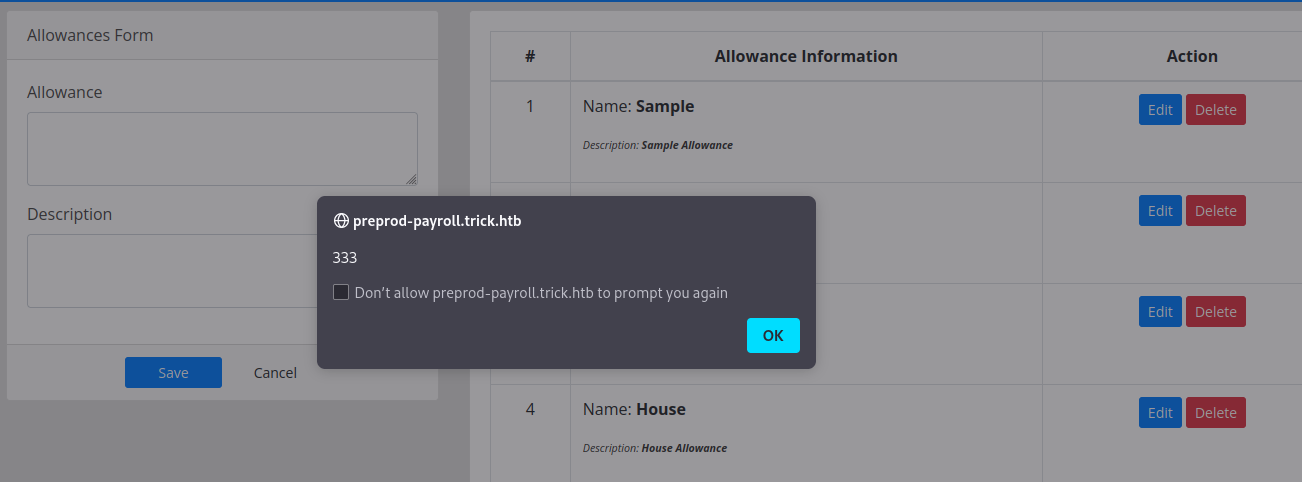 Allowances Form
Allowance
Description
Save Cancel
# Allowance Information Action
1 Name: Sample Edit Delete
Description: Sample Allowance
Edit Delete
Edit Delete
4 Name: House Edit Delete
Description: House Allowance
preprod-payroll.trick.htb
333
Don't allow preprod-payroll.trick.htb to prompt you again
OK